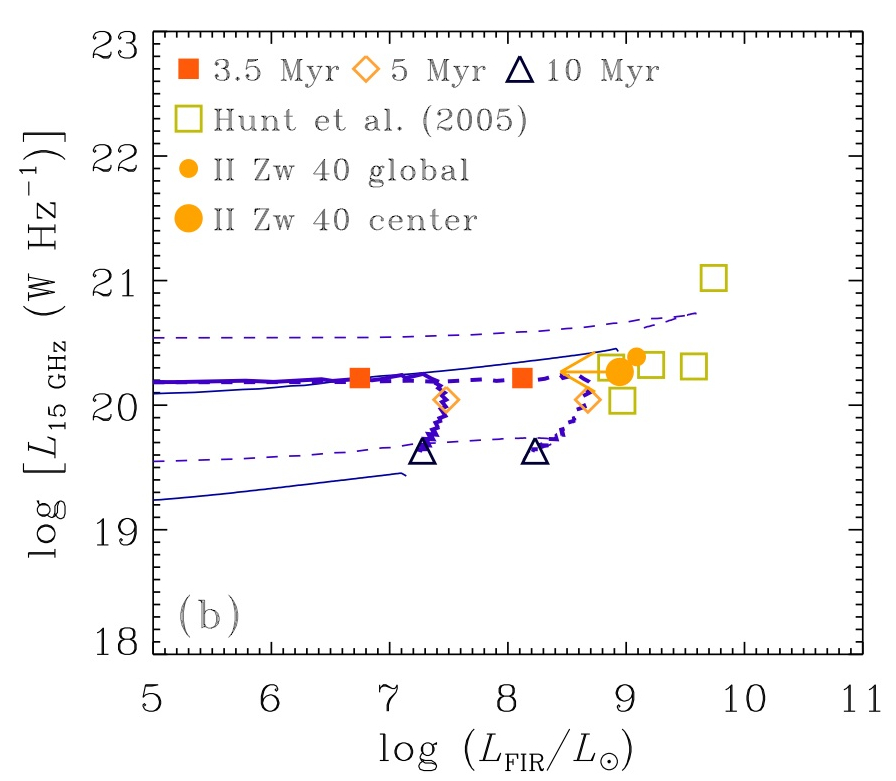 23
22
21
20
19
18
log [L15 GHz (W Hz−1)]
3.5 Myr 5 Myr 10 Myr
Hunt et al. (2005)
II Zw 40 global
II Zw 40 center
(b)
5 6 7 8 9 10 11
log (LFIR/L⊙)